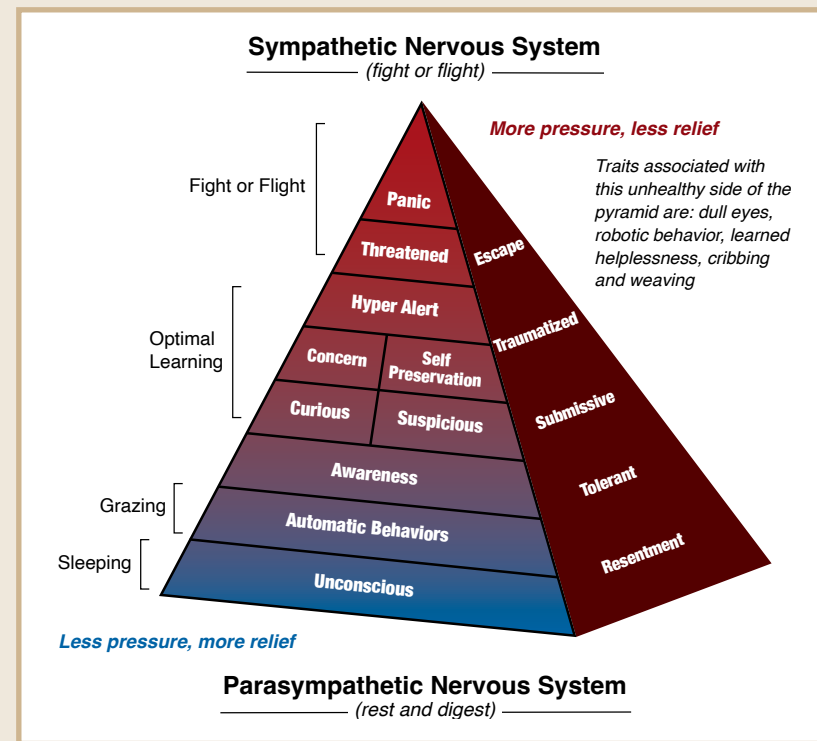 Sympathetic Nervous System
(fight or flight)
More pressure, less relief
Traits associated with
this unhealthy side of the
pyramid are: dull eyes,
robotic behavior, learned
helplessness, cribbing
and weaving
Fight or Flight
Panic
Threatened
Optimal
Learning
Hyper Alert
Concern
Self
Preservation
Curious
Suspicious
Awareness
Grazing
Automatic Behaviors
Sleeping
Unconscious
Escape
Traumatized
Submissive
Tolerant
Resentment
Less pressure, more relief
Parasympathetic Nervous System
(rest and digest)